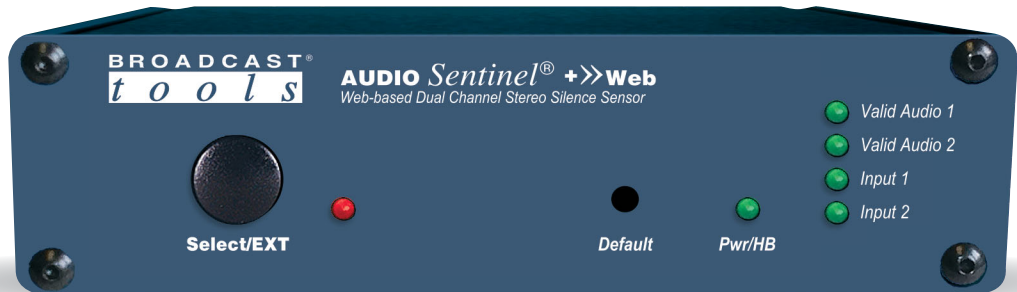 BROADCAST®
tools
AUDIO Sentinel® +»Web
Web-based Dual Channel Stereo Silence Sensor
Valid Audio 1
Valid Audio 2
Input 1
Input 2
Select/EXT
Default
Pwr/HB